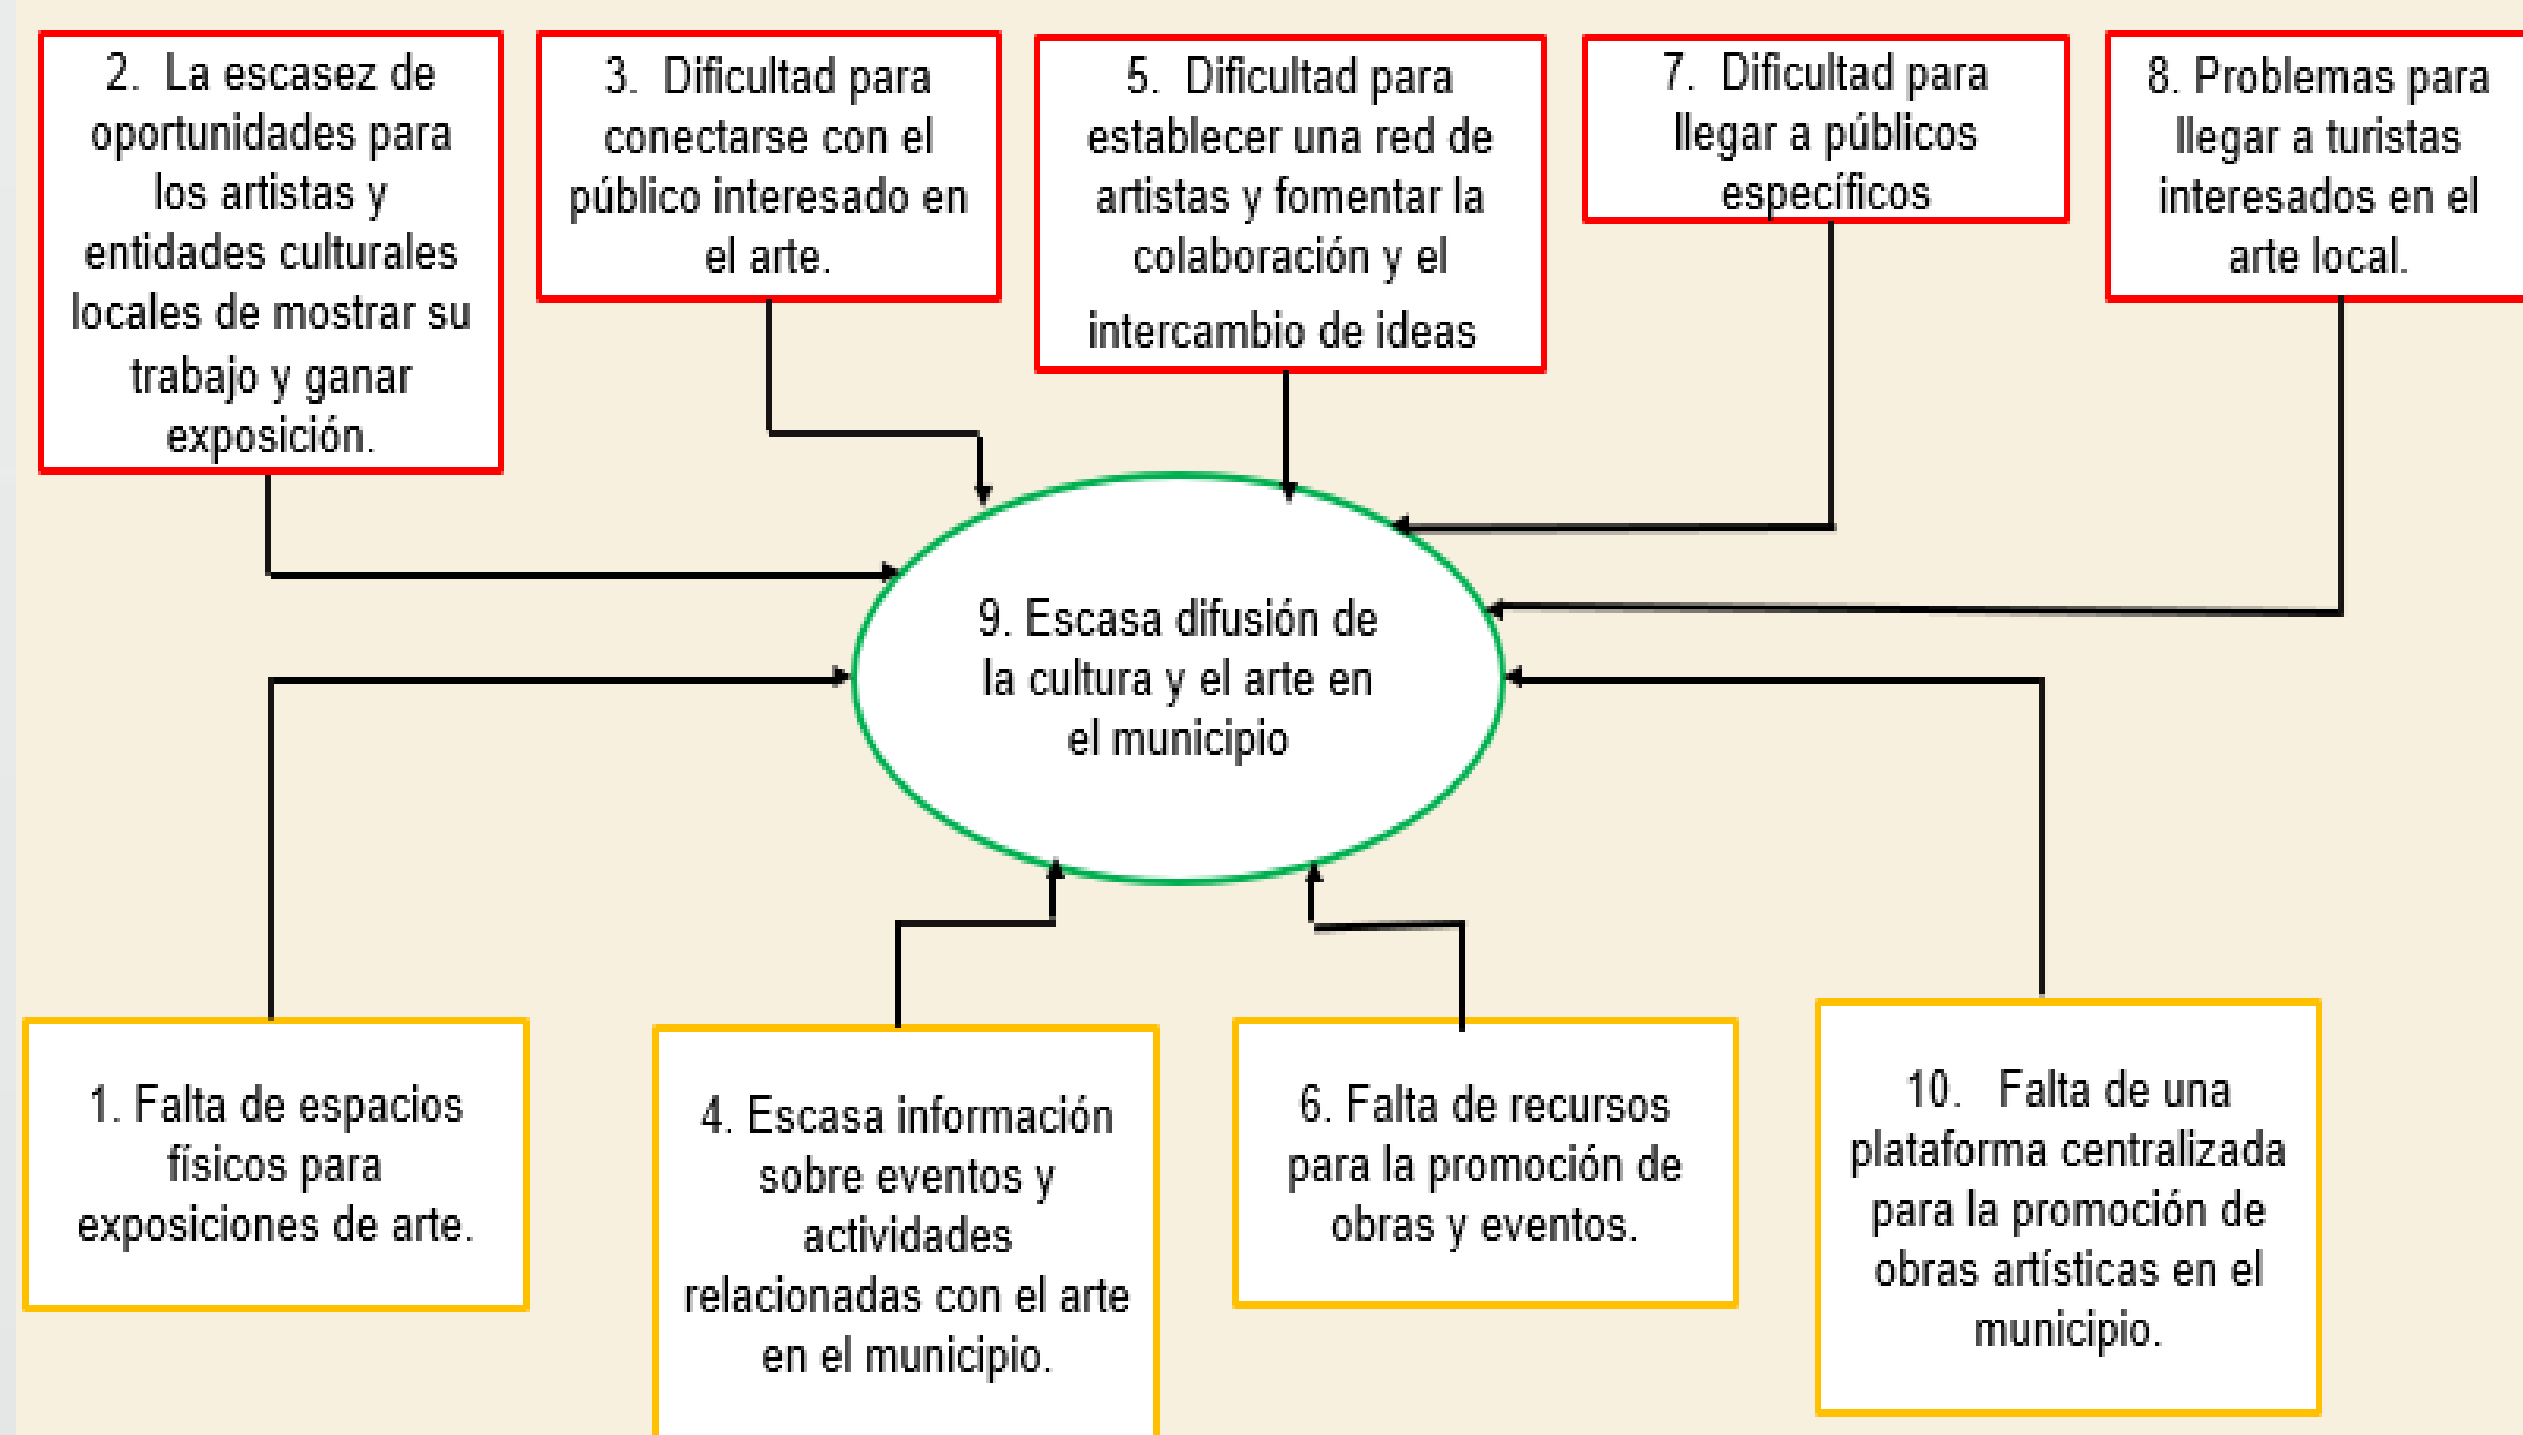 2. La escasez de
oportunidades para
los artistas y
entidades culturales
locales de mostrar su
trabajo y ganar
exposición.
3. Dificultad para
conectarse con el
público interesado en
el arte.
5. Dificultad para
establecer una red de
artistas y fomentar la
colaboración y el
intercambio de ideas
7. Dificultad para
llegar a públicos
específicos
8. Problemas para
llegar a turistas
interesados en el
arte local.
9. Escasa difusión de
la cultura y el arte en
el municipio
1. Falta de espacios
físicos para
exposiciones de arte.
4. Escasa información
sobre eventos y
actividades
relacionadas con el arte
en el municipio.
6. Falta de recursos
para la promoción de
obras y eventos.
10. Falta de una
plataforma centralizada
para la promoción de
obras artísticas en el
municipio.